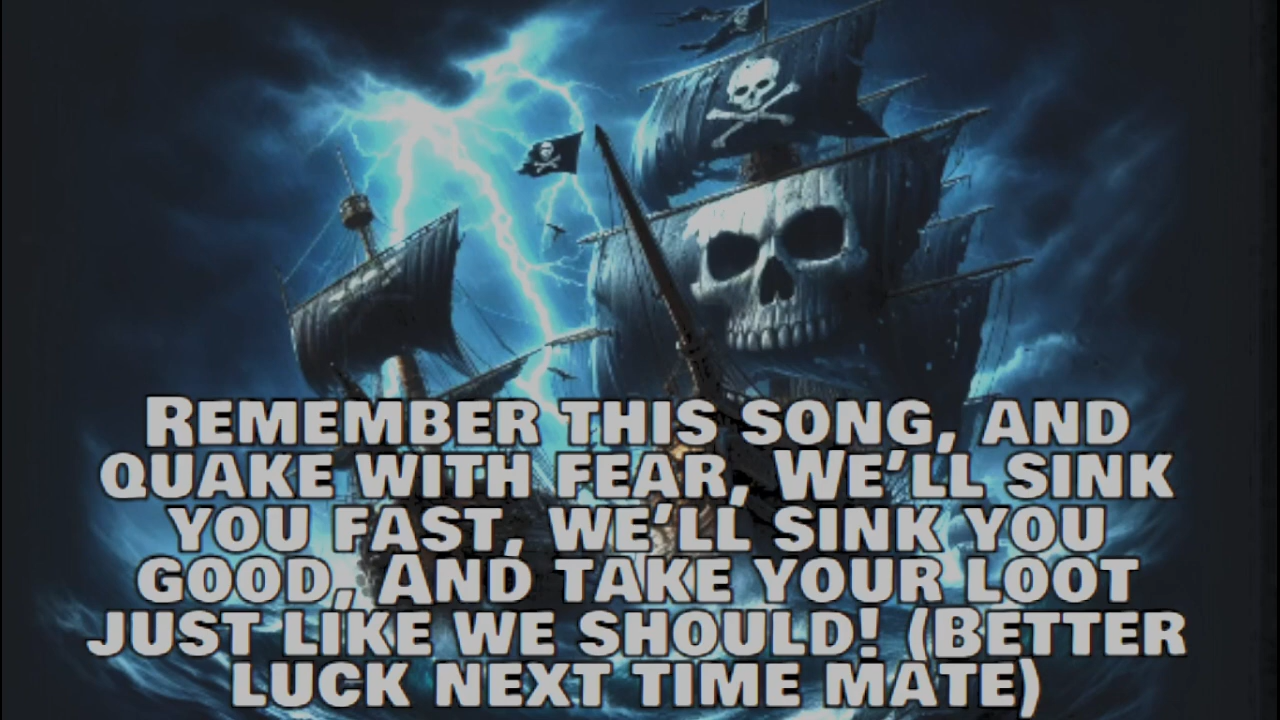 Remember this song, and
quake with fear, We'll sink
you fast, we'll sink you
good, And take your loot
just like we should! (Better
luck next time mate)